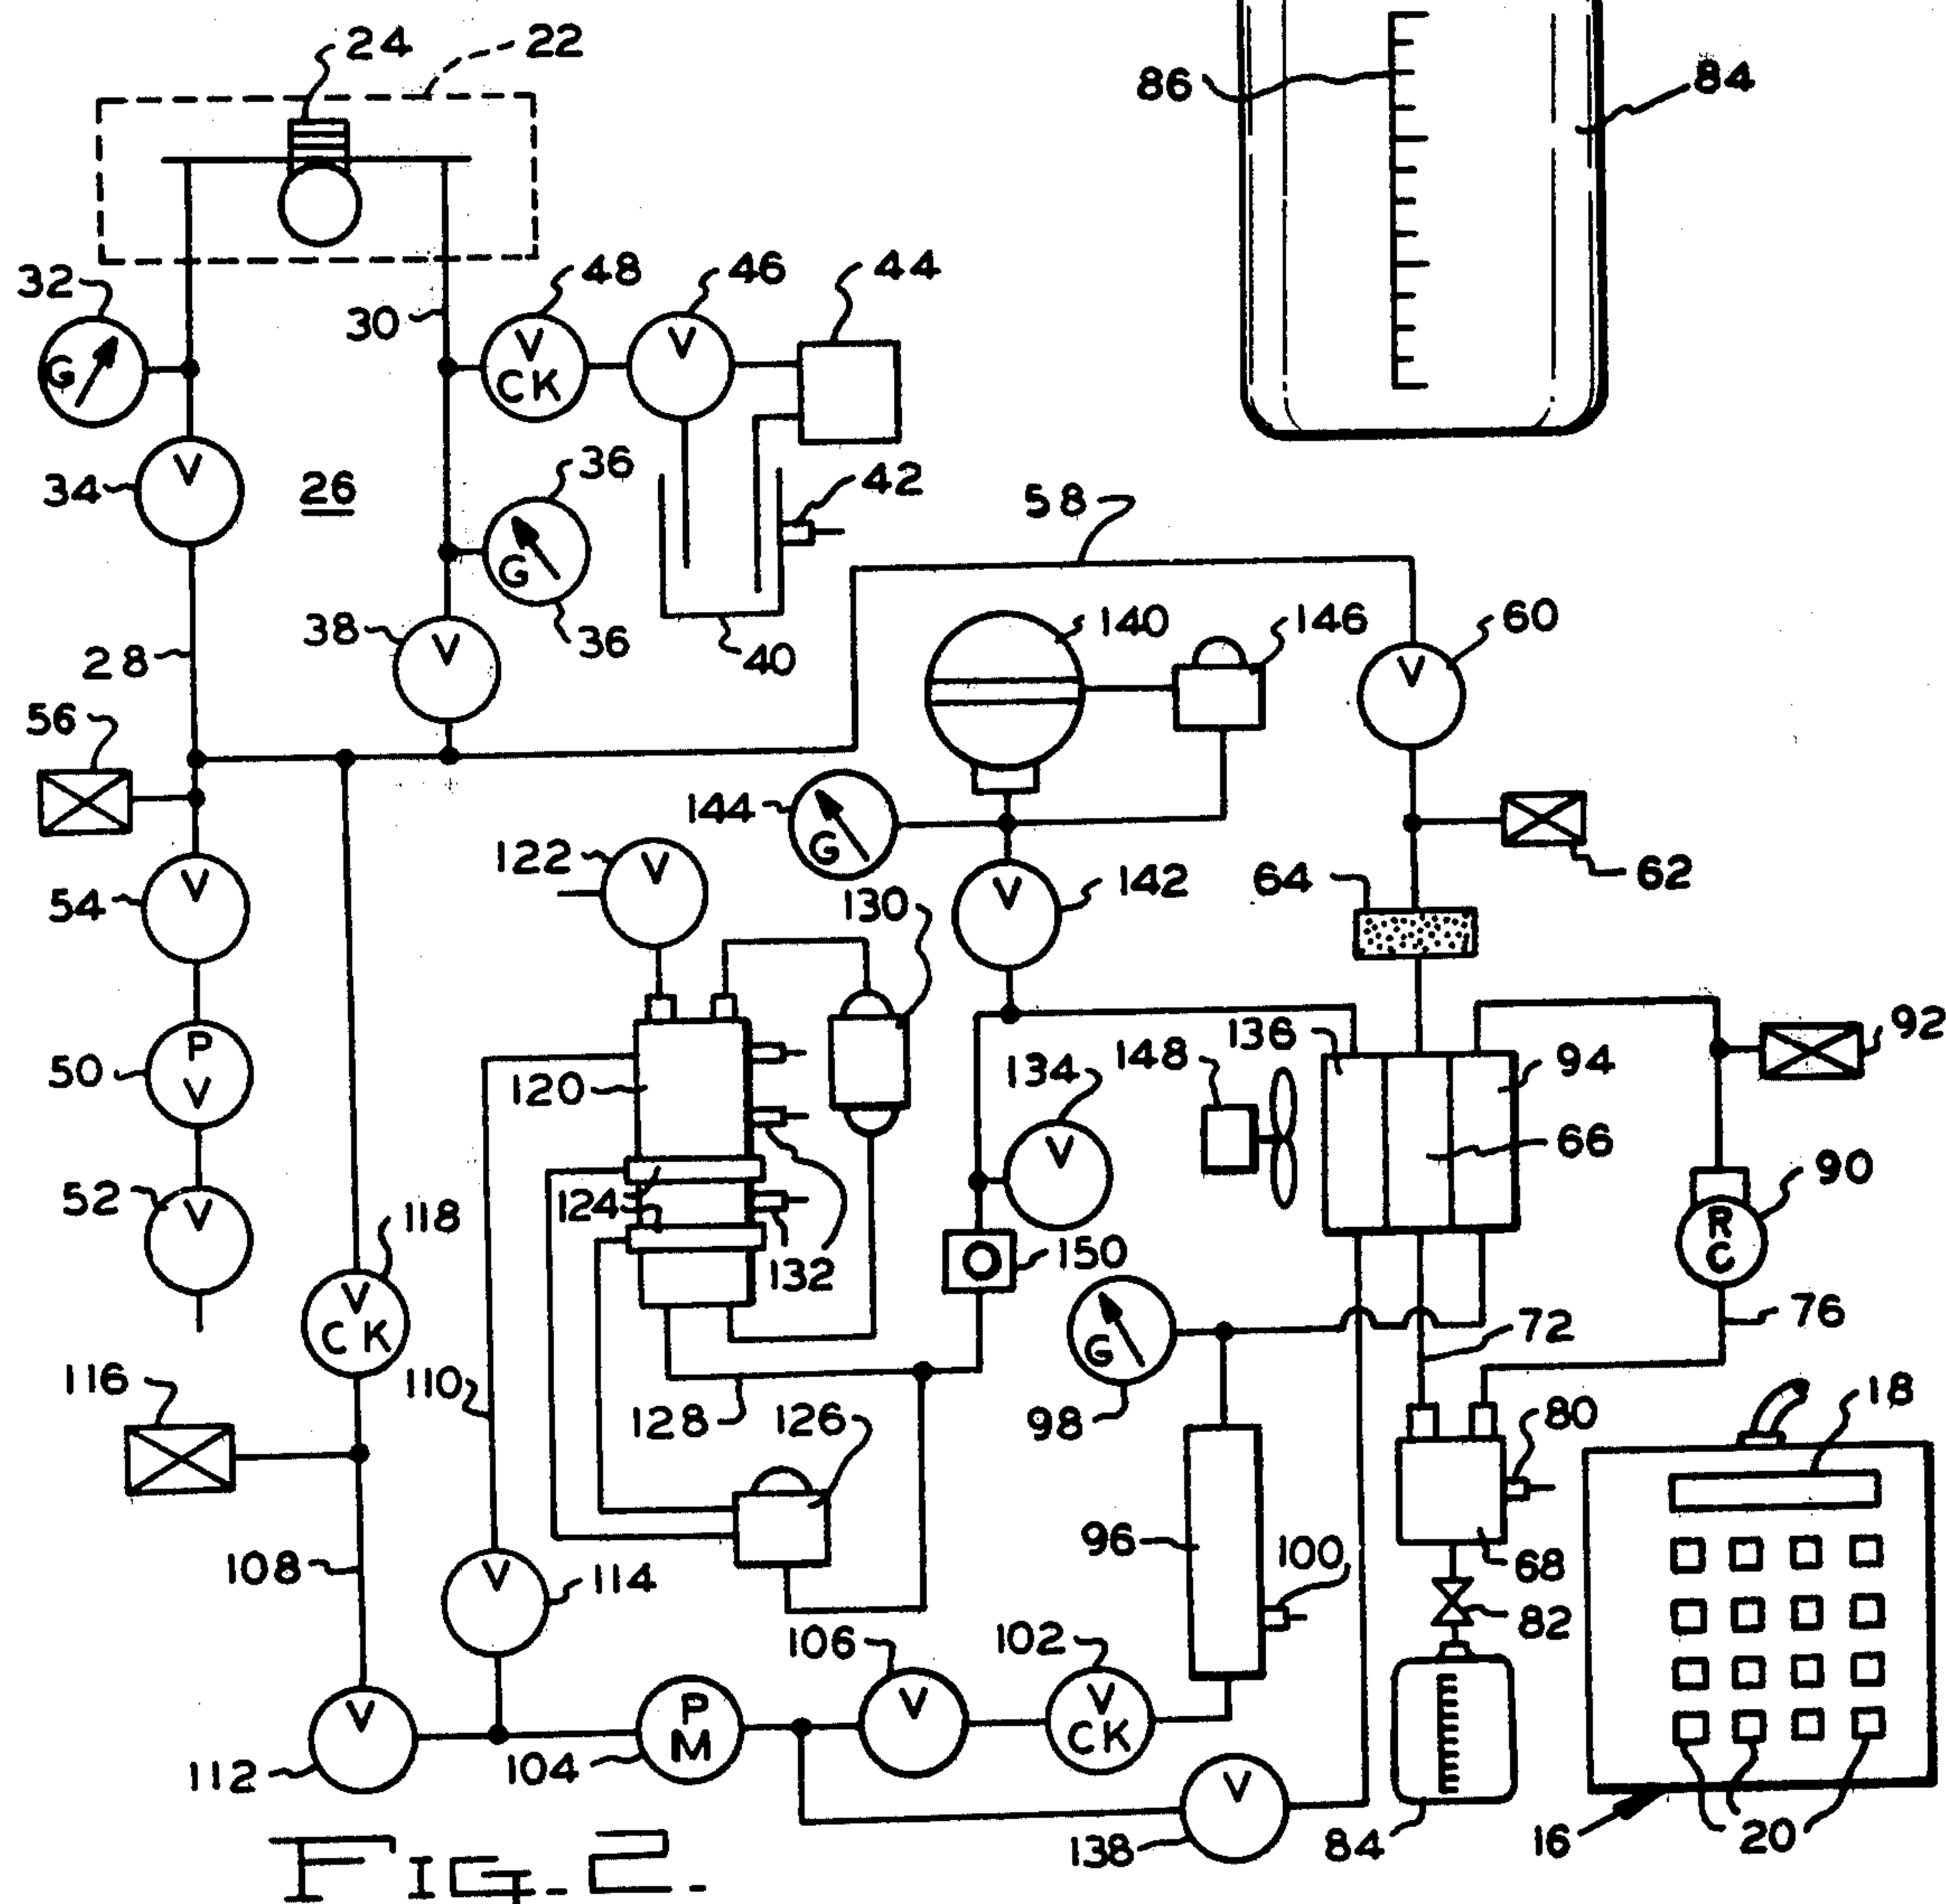 24 22
86 84
32 48 46 44
30
G V CK V
34 V 26 36 42
58
G
38 V 36 40 140 146 60
28 V
56
144 G
122 V 62
54 V 130 V 142 64
136 92
50 P V 120 148 134 94
V 66
52 V 118 124 90
132 150 R C
V CK
G 72 76
116 110 128 126 98 80 18
96 100
108 V 114 68
82
106 102
V P M V V CK
112 104 V
138 84 16 20
FIG_2_